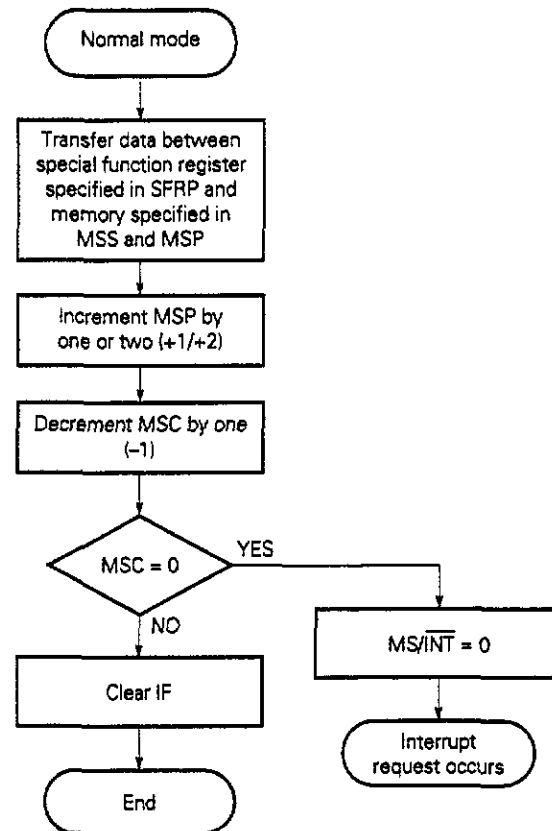 Normal mode
Transfer data between
special function register
specified in SFRP and
memory specified in
MSS and MSP
Increment MSP by
one or two (+1/+2)
Decrement MSC by one
(−1)
MSC = 0
YES
NO
MS/I̅N̅T̅ = 0
Clear IF
Interrupt
request occurs
End